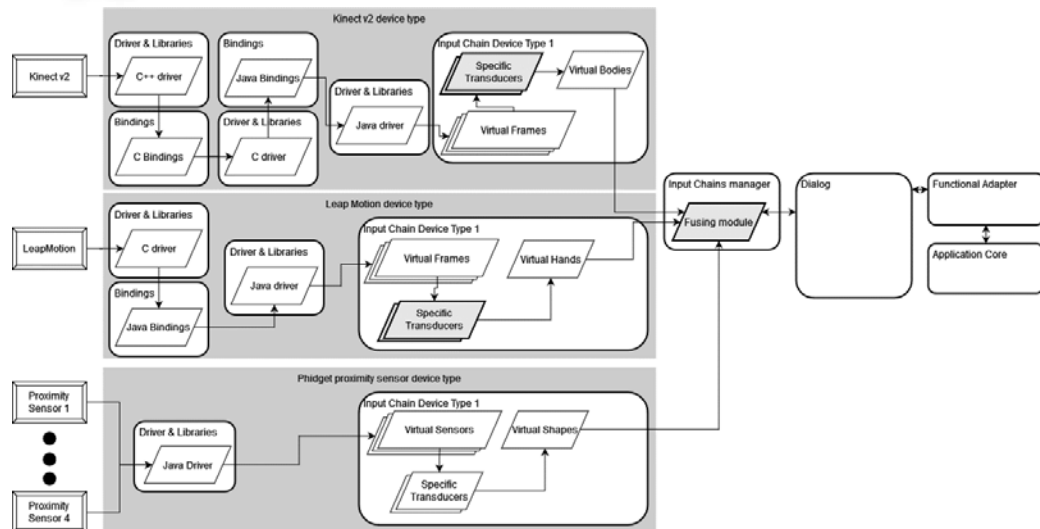 Kinect v2 device type
Kinect v2
Driver & Libraries
C++ driver
Bindings
C Bindings
Bindings
Java Bindings
Driver & Libraries
C driver
Driver & Libraries
Java driver
Input Chain Device Type 1
Specific
Transducers
Virtual Bodies
Virtual Frames
Leap Motion device type
LeapMotion
Driver & Libraries
C driver
Bindings
Java Bindings
Driver & Libraries
Java driver
Input Chain Device Type 1
Virtual Frames
Specific
Transducers
Virtual Hands
Phidget proximity sensor device type
Proximity
Sensor 1
Proximity
Sensor 4
Driver & Libraries
Java Driver
Input Chain Device Type 1
Virtual Sensors
Specific
Transducers
Virtual Shapes
Input Chains manager
Fusing module
Dialog
Functional Adapter
Application Core